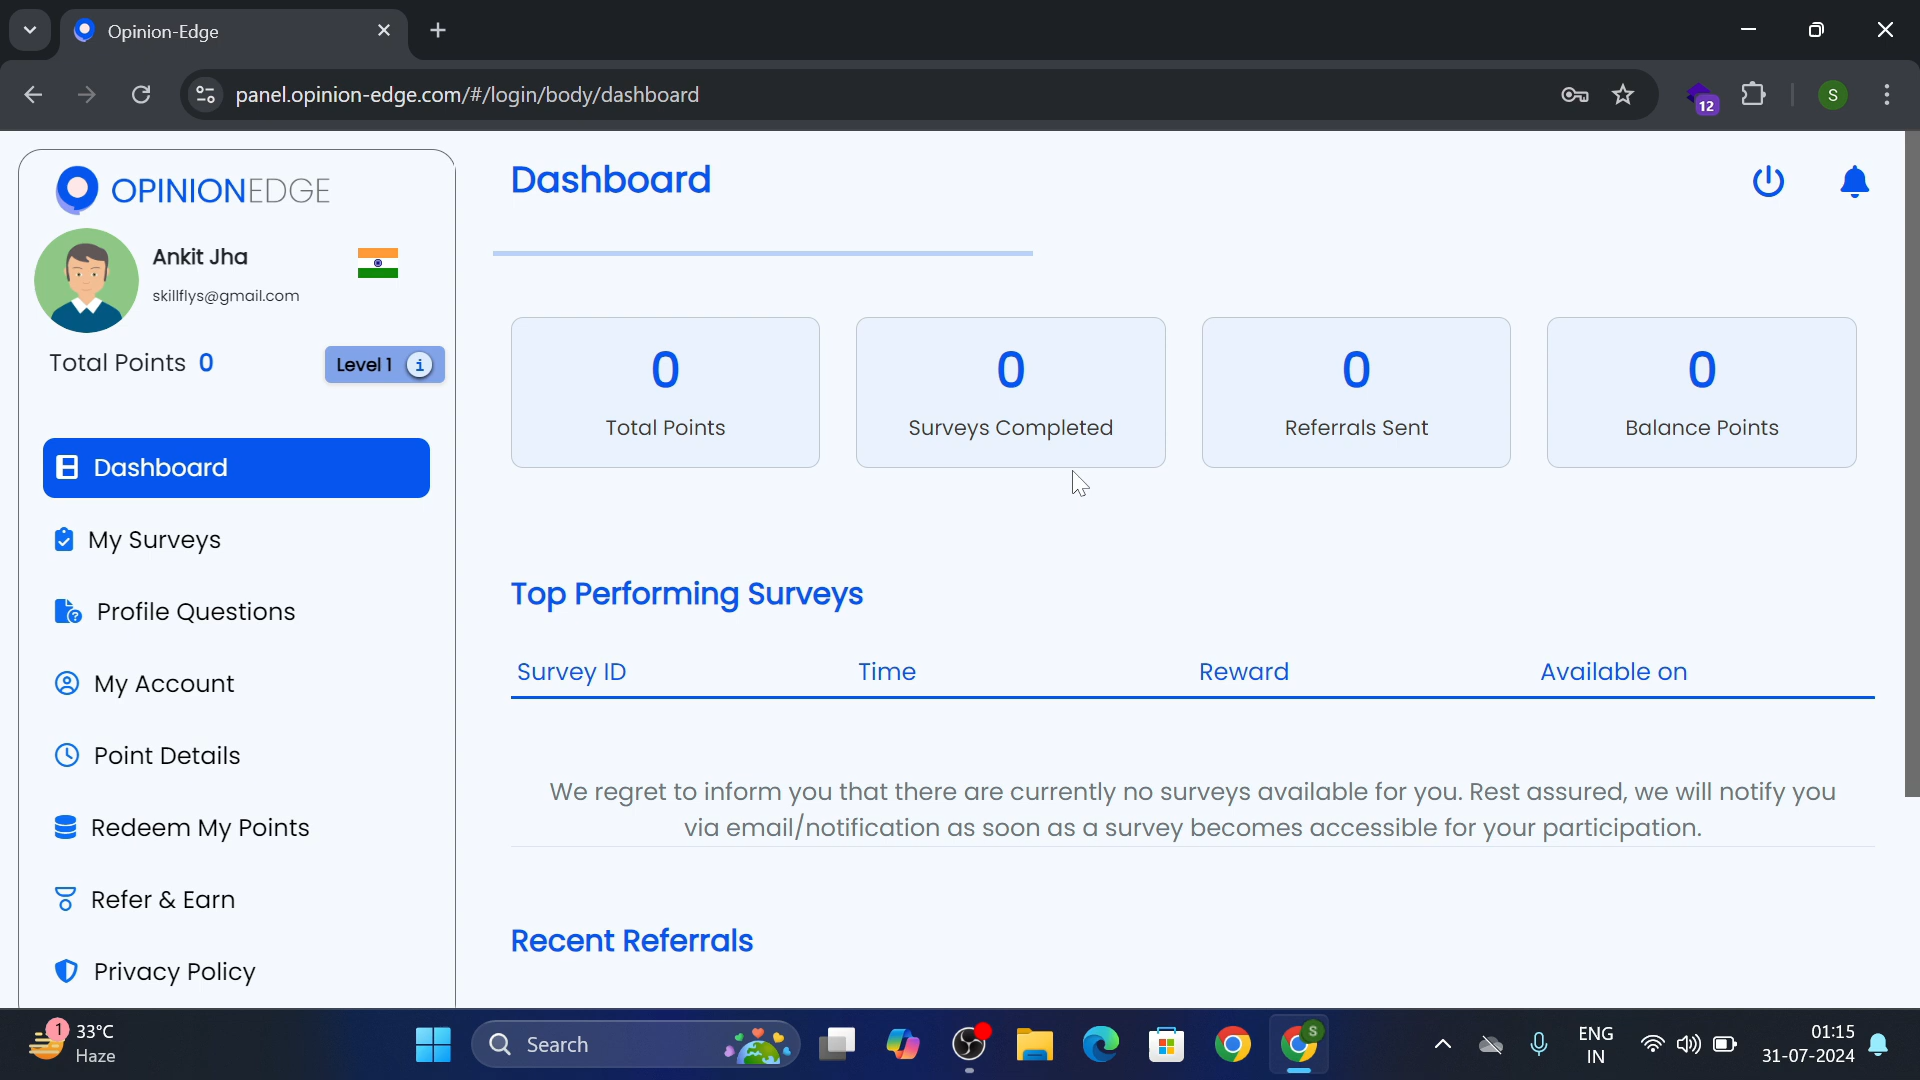 Opinion-Edge
panel.opinion-edge.com/#/login/body/dashboard
12
S
OPINIONEDGE
Ankit Jha
skillflys@gmail.com
Total Points 0
Level 1 i
Dashboard
My Surveys
Profile Questions
My Account
Point Details
Redeem My Points
Refer & Earn
Privacy Policy
Dashboard
0
Total Points
0
Surveys Completed
0
Referrals Sent
0
Balance Points
Top Performing Surveys
Survey ID Time Reward Available on
We regret to inform you that there are currently no surveys available for you. Rest assured, we will notify you
via email/notification as soon as a survey becomes accessible for your participation.
Recent Referrals
1
33°C
Haze
Search
S
ENG
IN
01:15
31-07-2024